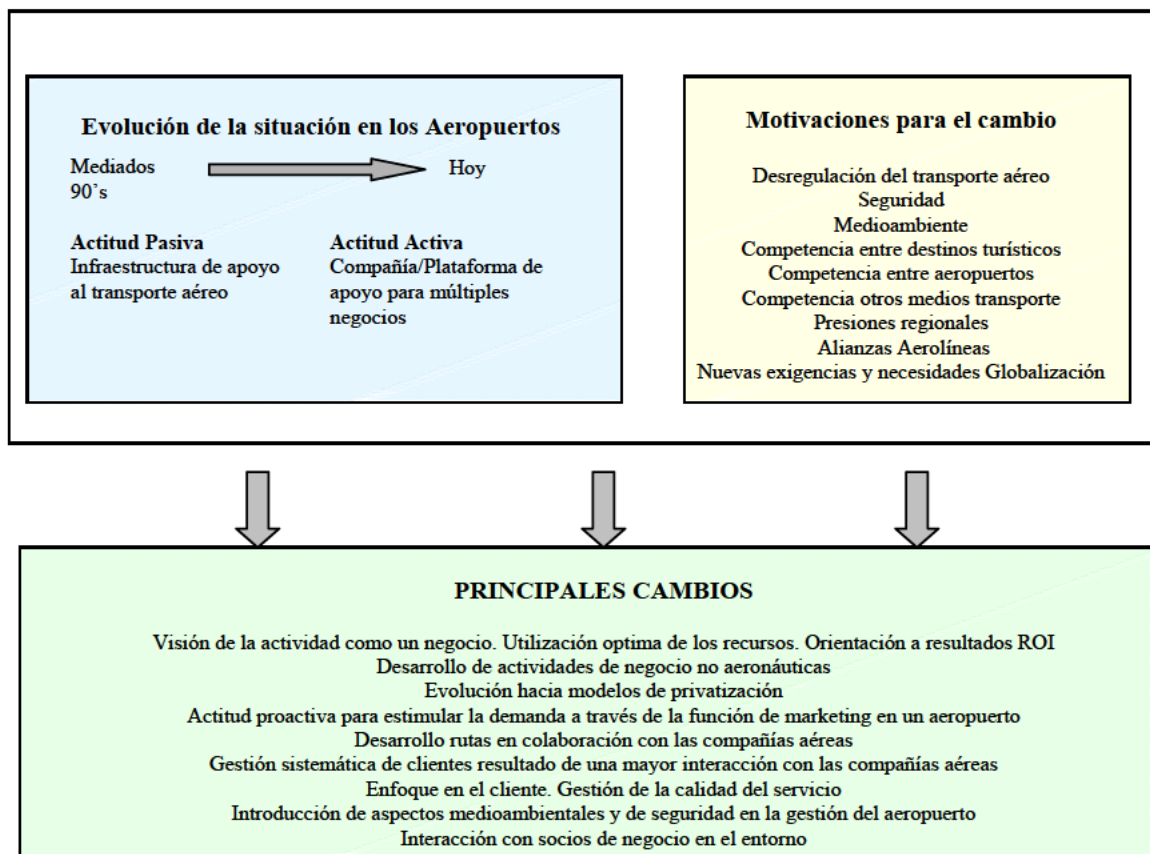 Evolución de la situación en los Aeropuertos
Mediados
90`s
Hoy
Actitud Pasiva
Infraestructura de apoyo
al transporte aéreo
Actitud Activa
Compañía/Plataforma de
apoyo para múltiples
negocios
Motivaciones para el cambio
Desregulación del transporte aéreo
Seguridad
Medioambiente
Competencia entre destinos turísticos
Competencia entre aeropuertos
Competencia otros medios transporte
Presiones regionales
Alianzas Aerolíneas
Nuevas exigencias y necesidades Globalización
PRINCIPALES CAMBIOS
Visión de la actividad como un negocio. Utilización optima de los recursos. Orientación a resultados ROI
Desarrollo de actividades de negocio no aeronáuticas
Evolución hacia modelos de privatización
Actitud proactiva para estimular la demanda a través de la función de marketing en un aeropuerto
Desarrollo rutas en colaboración con las compañías aéreas
Gestión sistemática de clientes resultado de una mayor interacción con las compañías aéreas
Enfoque en el cliente. Gestión de la calidad del servicio
Introducción de aspectos medioambientales y de seguridad en la gestión del aeropuerto
Interacción con socios de negocio en el entorno